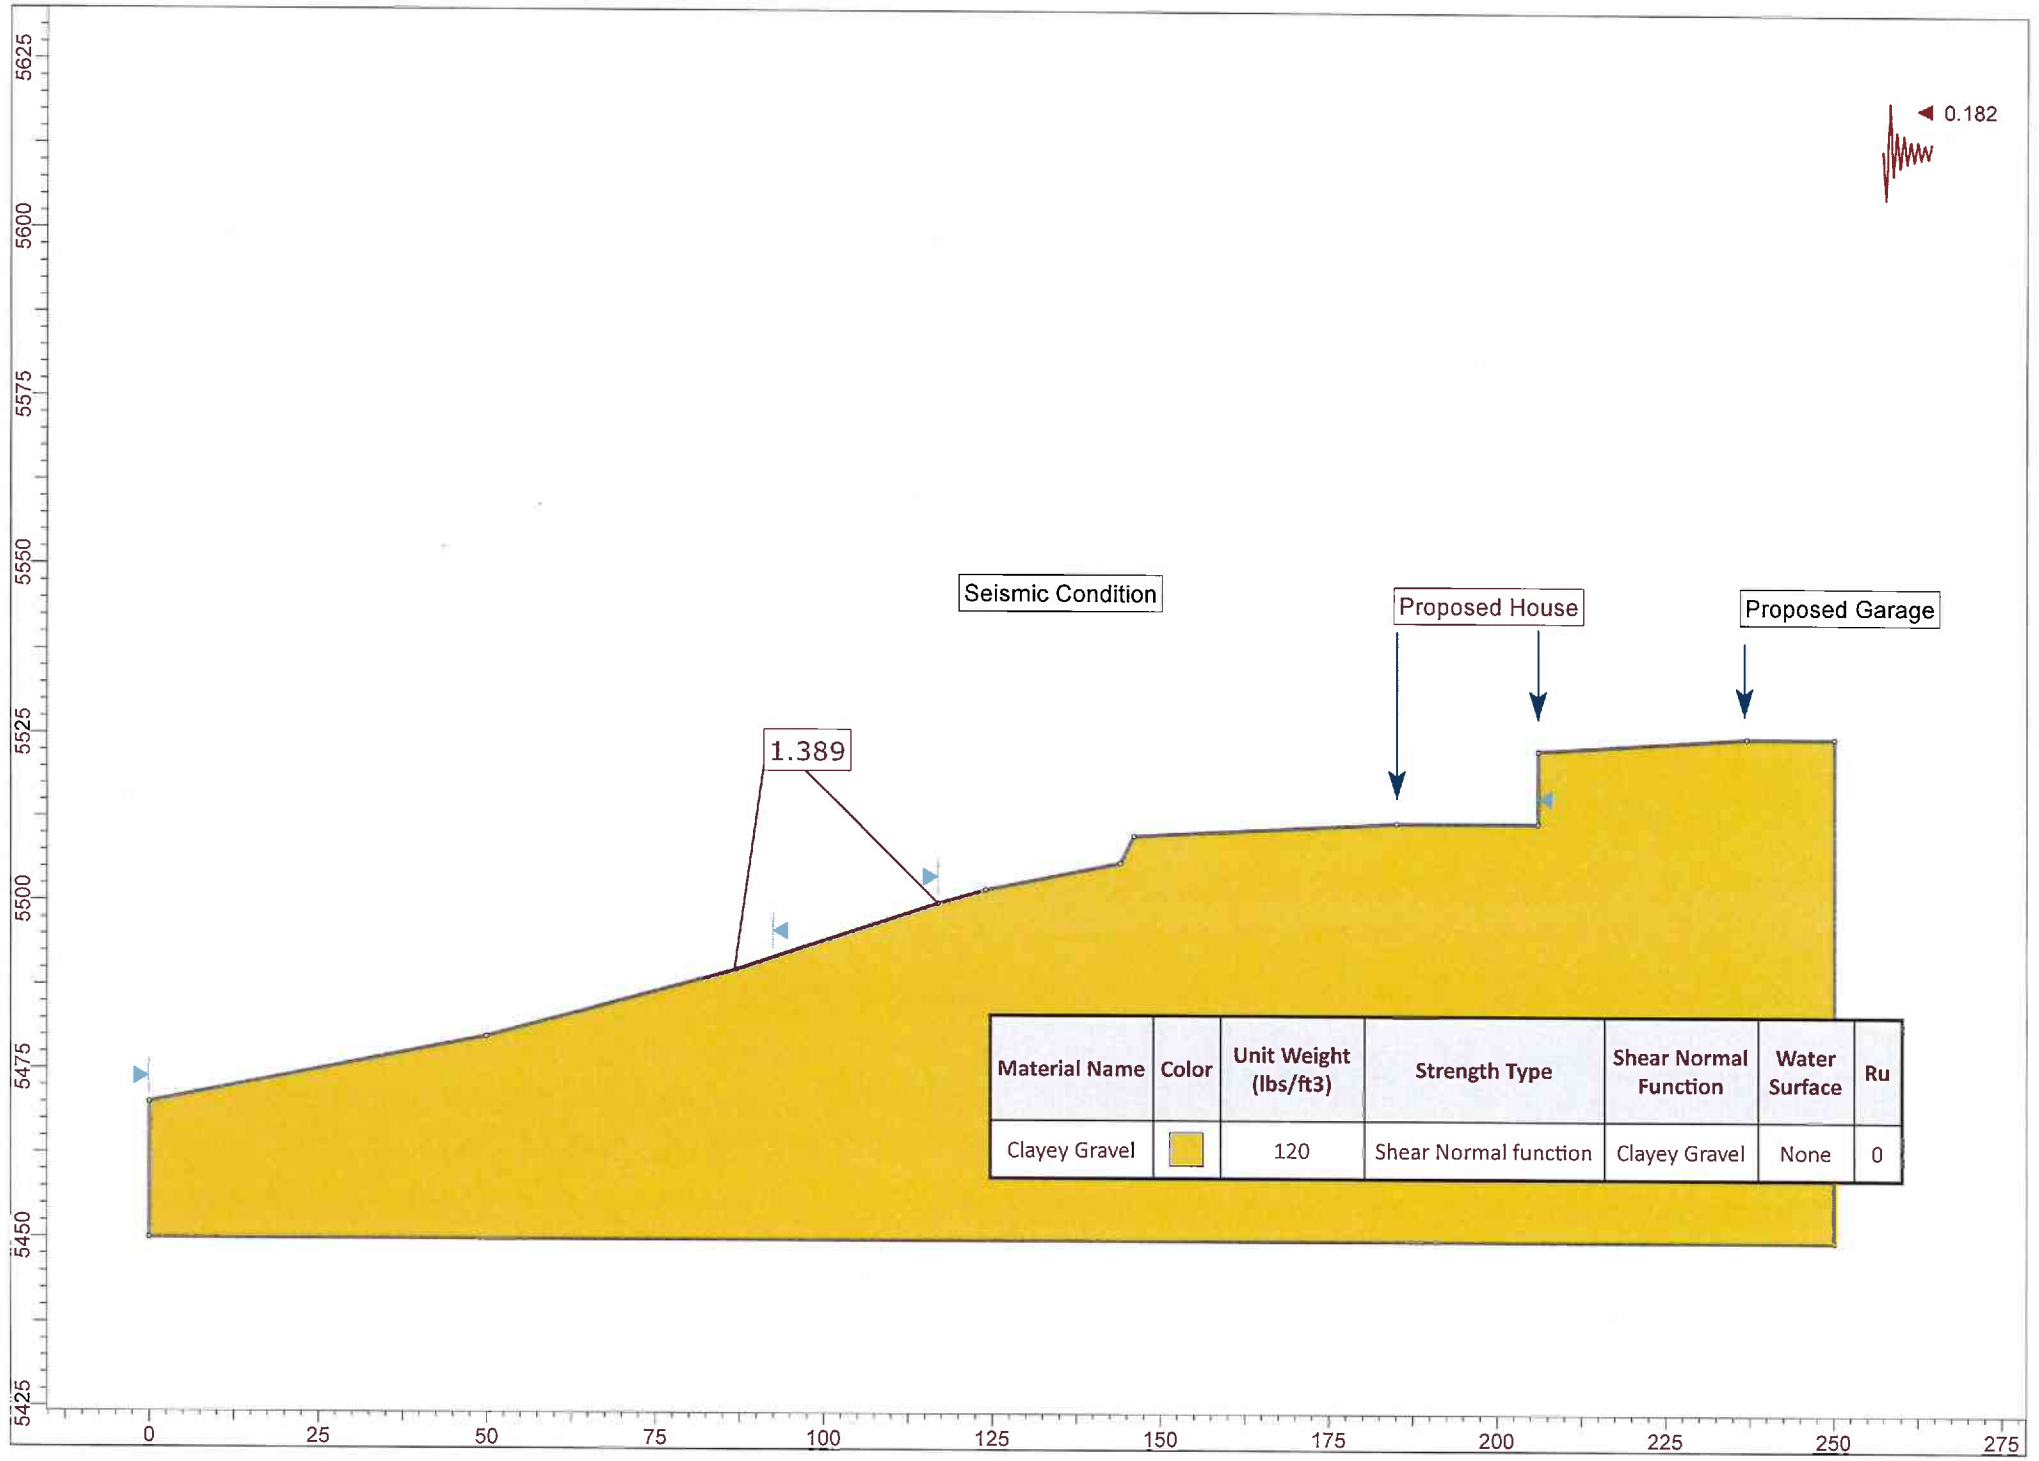 5625
5600
5575
5550
5525
5500
5475
5450
5425
0.182
Seismic Condition
Proposed House
Proposed Garage
1.389
Material Name Color Unit Weight (lbs/ft3) Strength Type Shear Normal Function Water Surface Ru
Clayey Gravel 120 Shear Normal function Clayey Gravel None 0
0 25 50 75 100 125 150 175 200 225 250 275